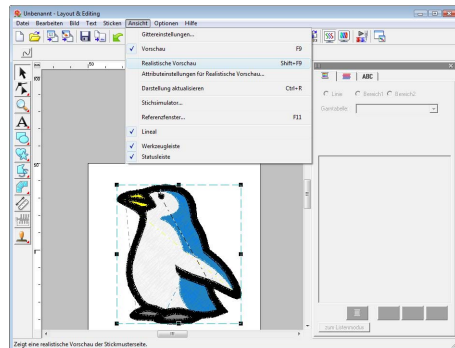 Unbenannt - Layout & Editing
Datei Bearbeiten Bild Text Sticken Ansicht Optionen Hilfe
Gittereinstellungen...
Vorschau F9
Realistische Vorschau Shift+F9
Attributeinstellungen für Realistische Vorschau...
Darstellung aktualisieren Ctrl+R
Stichsimulator...
Referenzfenster... F11
Lineal
Werkzeugleiste
Statusleiste
ABC
Linie Bereich1 Bereich2
Garntabelle
zum Listenmodus
Zeigt eine realistische Vorschau der Stickmusterseite.